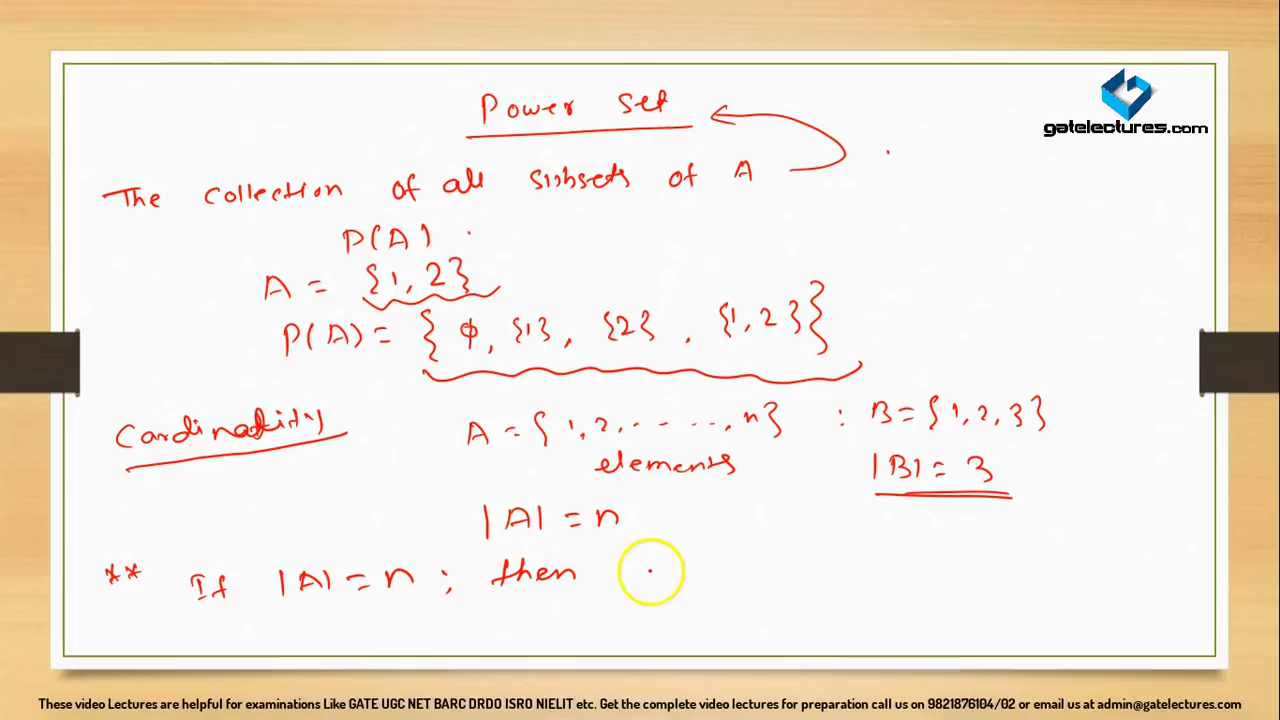 Power Set
gatelectures.com
The Collection of all subsets of A
P(A)
A = {1, 2}
P(A) = { φ, {1}, {2}, {1, 2} }
Cardinality
A = { 1, 2, - - - .., n } : B = { 1, 2, 3 }
elements
|B| = 3
|A| = n
** If |A| = n ; then
These video Lectures are helpful for examinations Like GATE UGC NET BARC DRDO ISRO NIELIT etc. Get the complete video lectures for preparation call us on 9821876104/02 or email us at admin@gatelectures.com